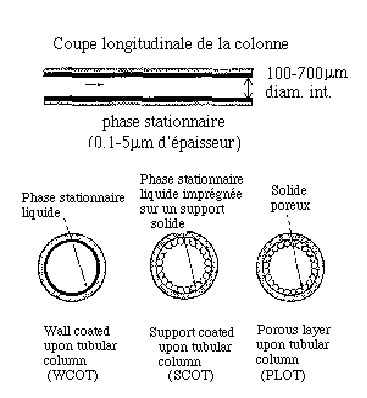 Coupe longitudinale de la colonne
100-700µm
diam. int.
phase stationnaire
(0.1-5µm d'épaisseur)
Phase stationnaire
liquide
Phase stationnaire
liquide imprégnée
sur un support
solide
Solide
poreux
Wall coated
upon tubular
column
(WCOT)
Support coated
upon tubular
column
(SCOT)
Porous layer
upon tubular
column
(PLOT)